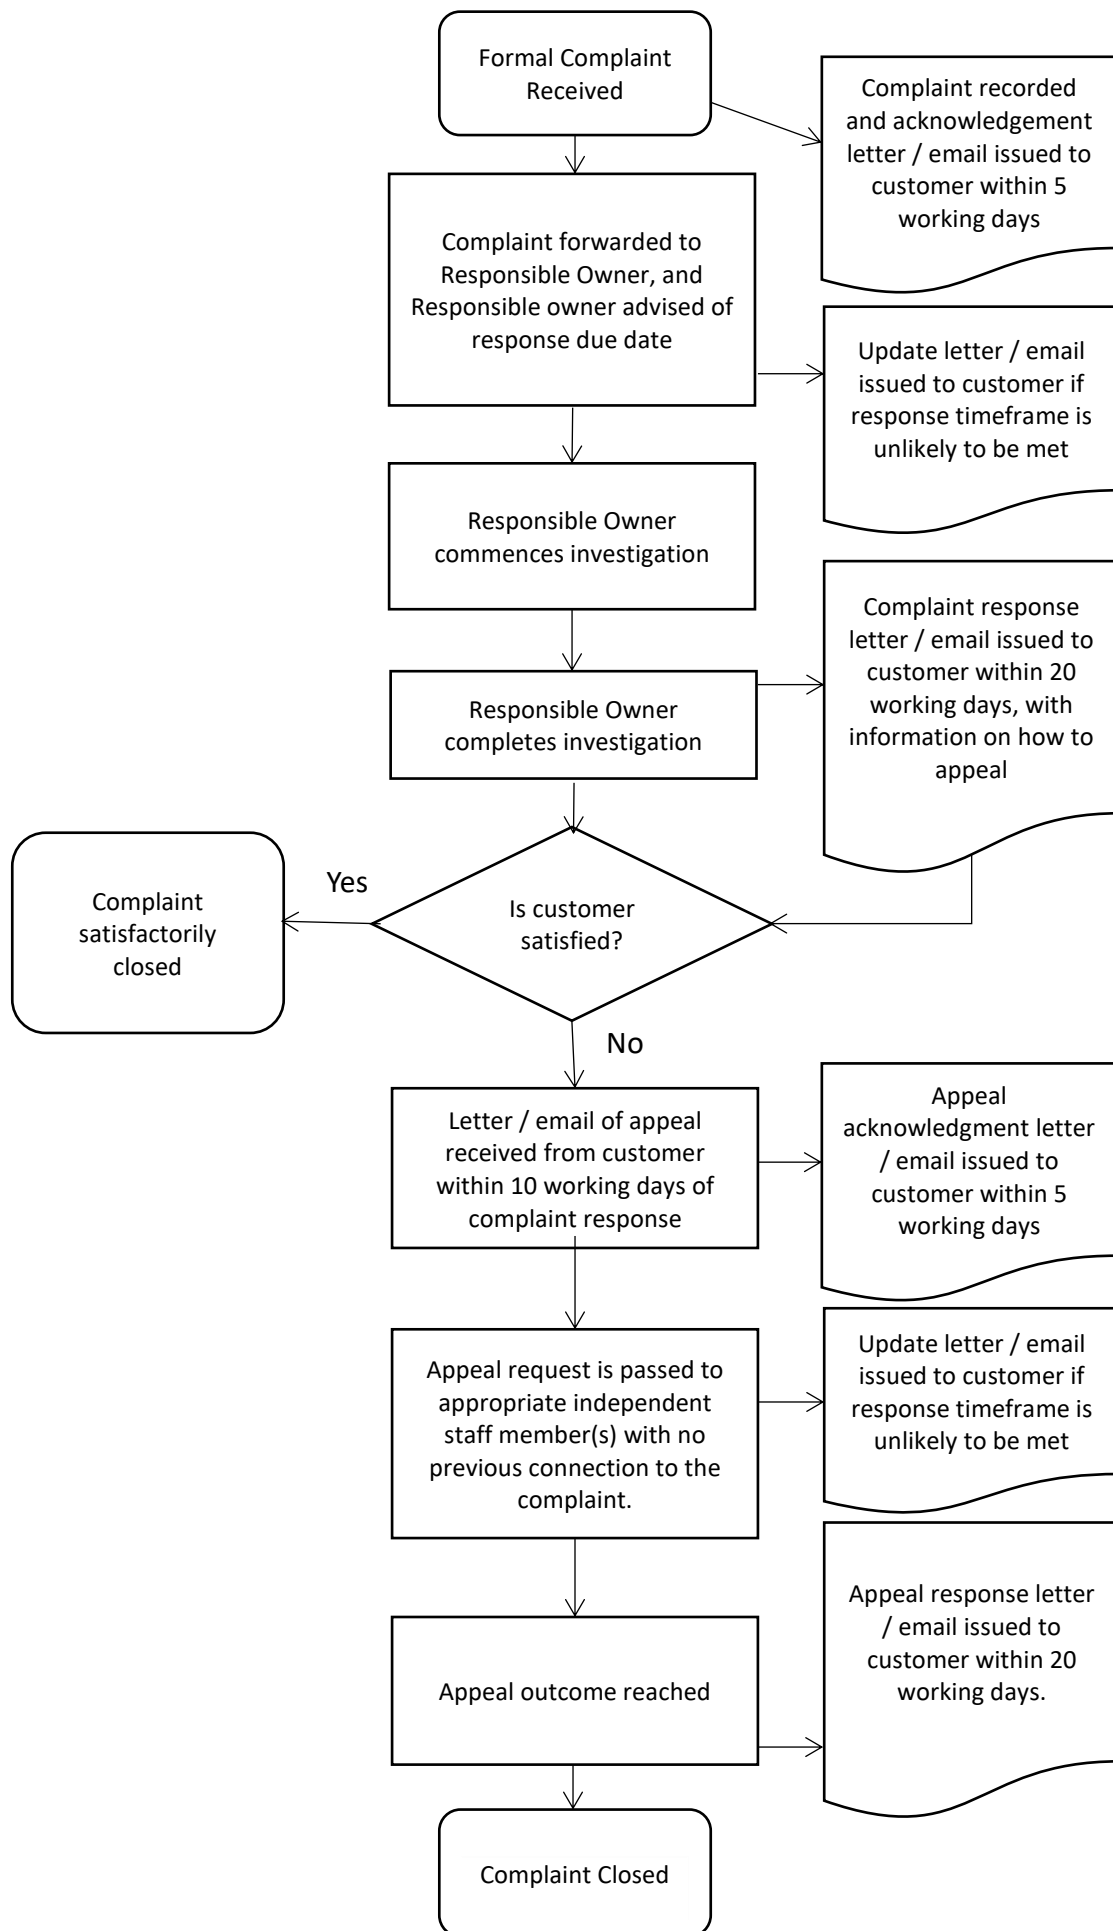 Formal Complaint
Received
Complaint recorded
and acknowledgement
letter / email issued to
customer within 5
working days
Complaint forwarded to
Responsible Owner, and
Responsible owner advised of
response due date
Update letter / email
issued to customer if
response timeframe is
unlikely to be met
Responsible Owner
commences investigation
Complaint response
letter / email issued to
customer within 20
working days, with
information on how to
appeal
Responsible Owner
completes investigation
Is customer
satisfied?
Yes
Complaint
satisfactorily
closed
No
Letter / email of appeal
received from customer
within 10 working days of
complaint response
Appeal
acknowledgment letter
/ email issued to
customer within 5
working days
Appeal request is passed to
appropriate independent
staff member(s) with no
previous connection to the
complaint.
Update letter / email
issued to customer if
response timeframe is
unlikely to be met
Appeal outcome reached
Appeal response letter
/ email issued to
customer within 20
working days.
Complaint Closed